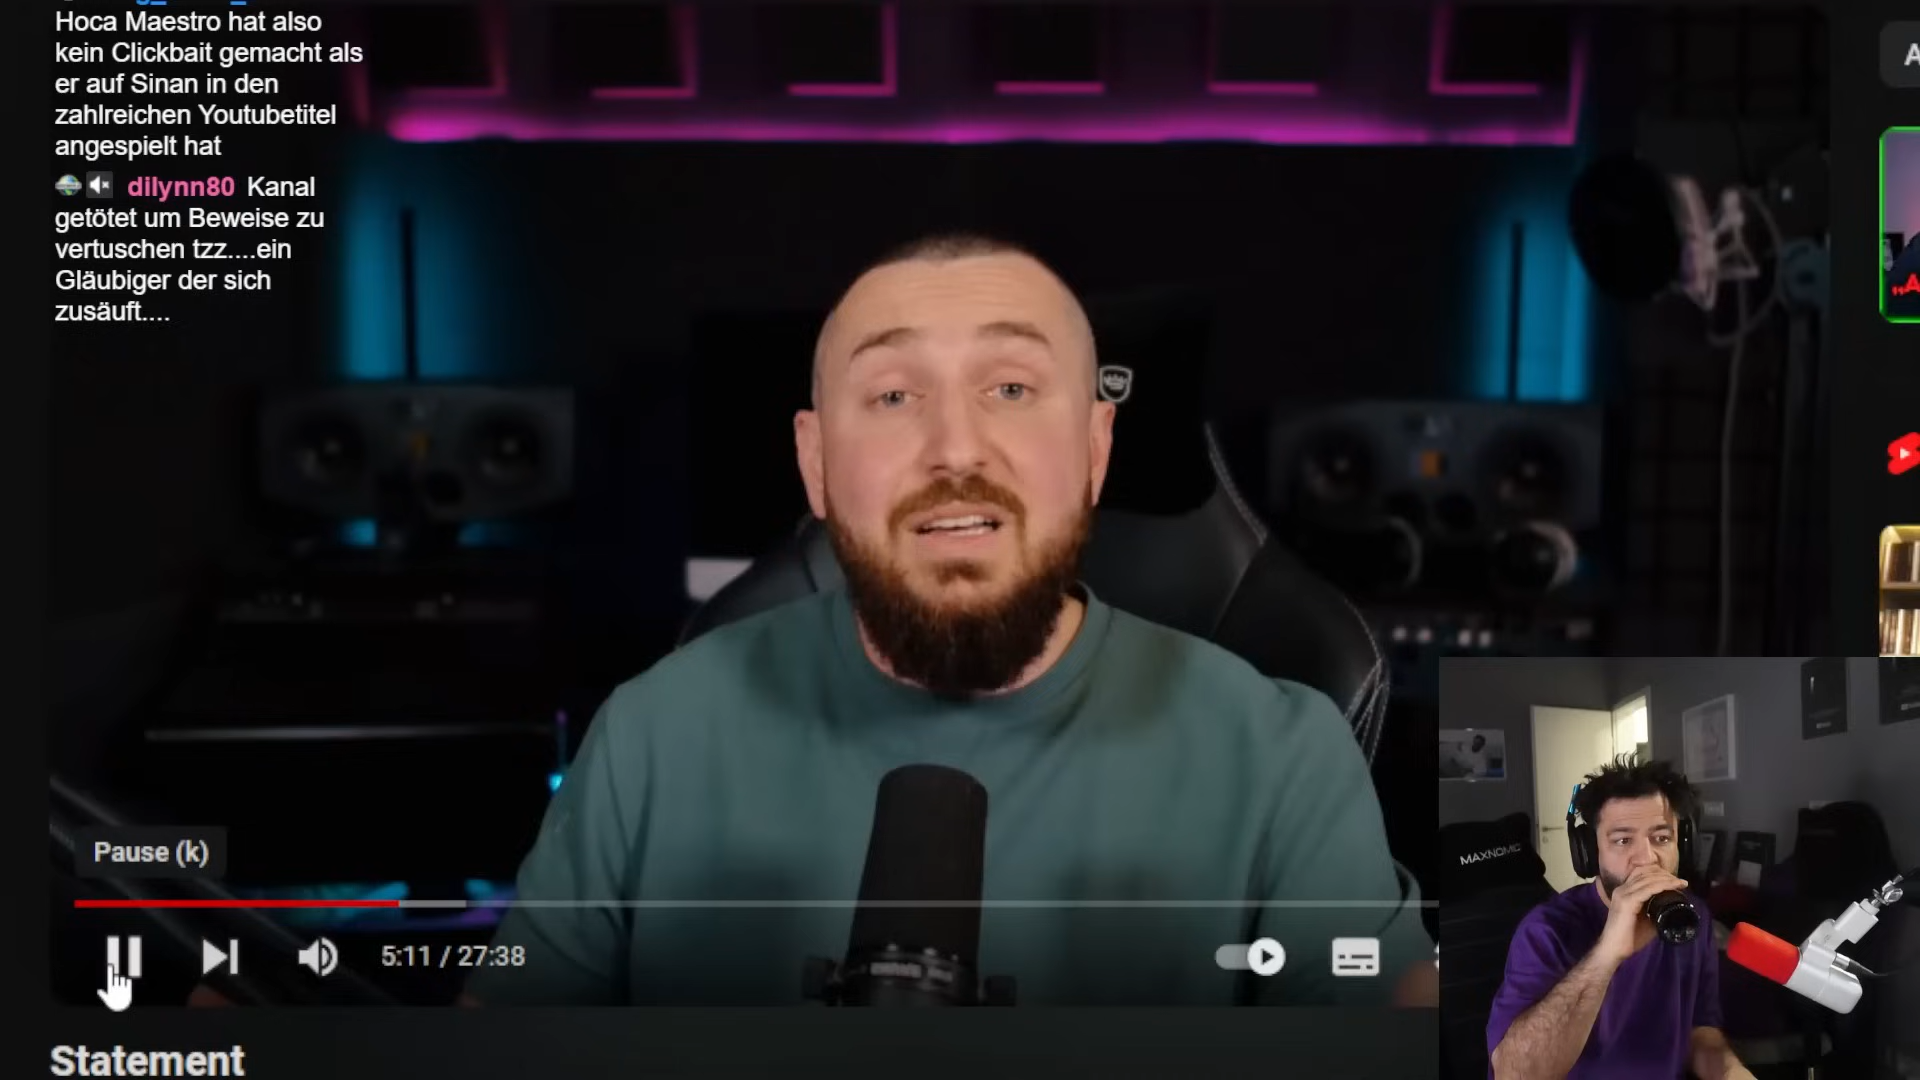 Hoca Maestro hat also
kein Clickbait gemacht als
er auf Sinan in den
zahlreichen Youtubetitel
angespielt hat
dilynn80 Kanal
getötet um Beweise zu
vertuschen tzz....ein
Gläubiger der sich
zusäuft....
MAXNOMIC
Pause (k)
5:11 / 27:38
Statement